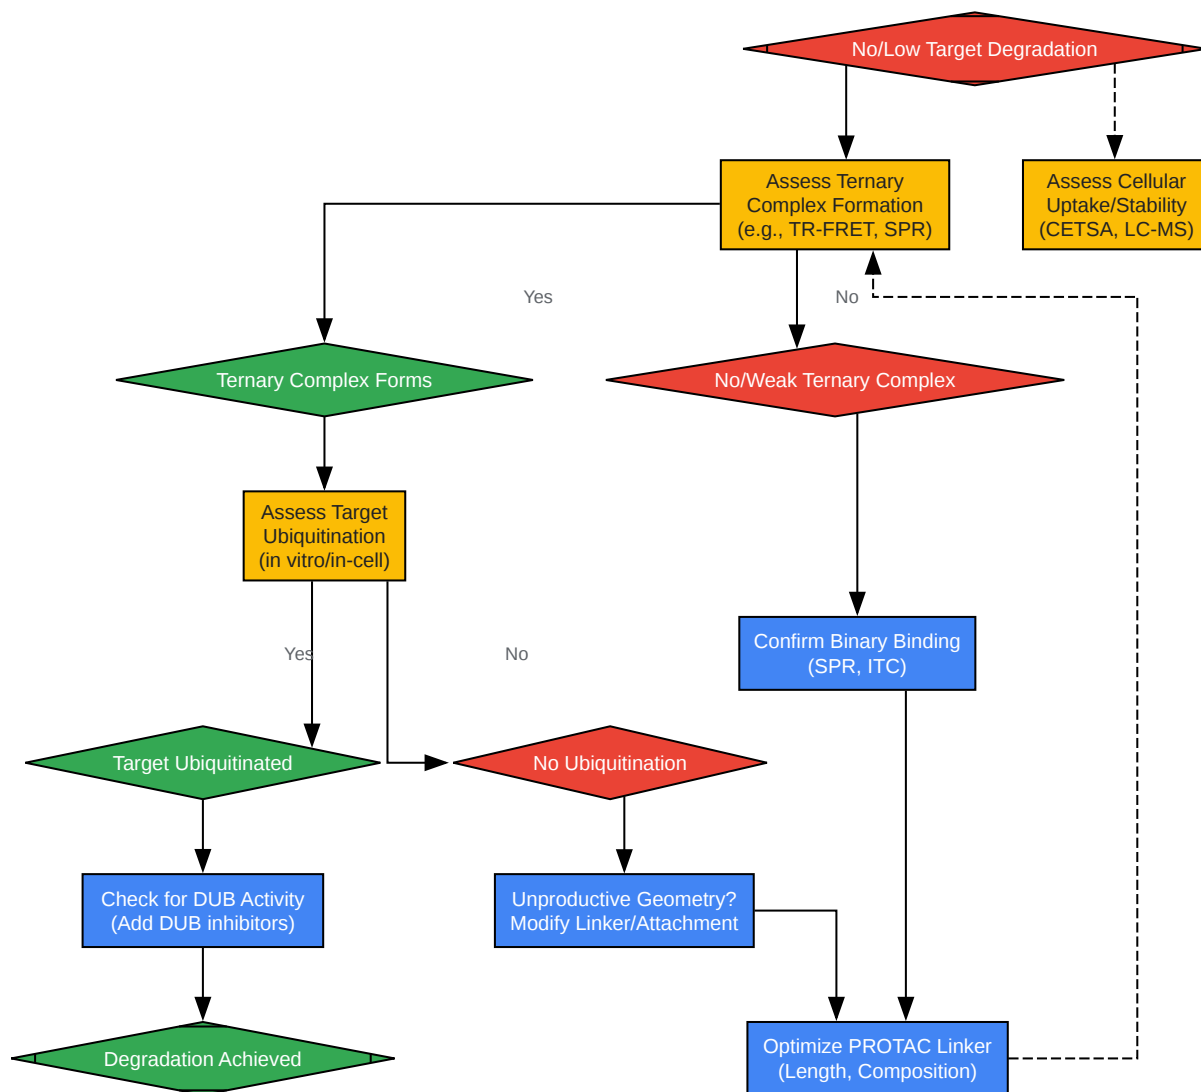 No/Low Target Degradation
Assess Ternary
Complex Formation
(e.g., TR-FRET, SPR)
Assess Cellular
Uptake/Stability
(CETSA, LC-MS)
Yes
No
Ternary Complex Forms
No/Weak Ternary Complex
Assess Target
Ubiquitination
(in vitro/in-cell)
Confirm Binary Binding
(SPR, ITC)
Yes
No
Target Ubiquitinated
No Ubiquitination
Check for DUB Activity
(Add DUB inhibitors)
Unproductive Geometry?
Modify Linker/Attachment
Degradation Achieved
Optimize PROTAC Linker
(Length, Composition)